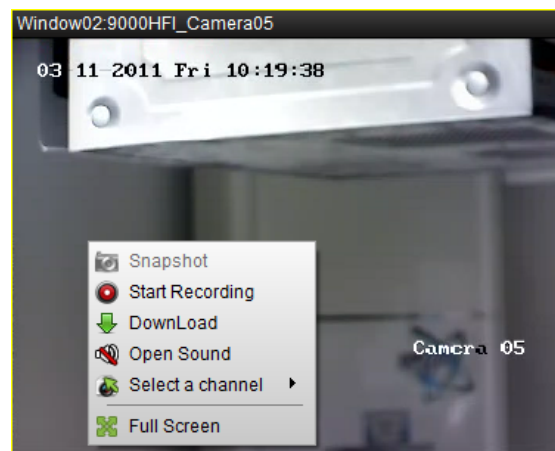 Window02:9000HFI_Camera05
03-11-2011 Fri 10:19:38
Snapshot
Start Recording
DownLoad
Open Sound
Select a channel
Full Screen
Camera 05